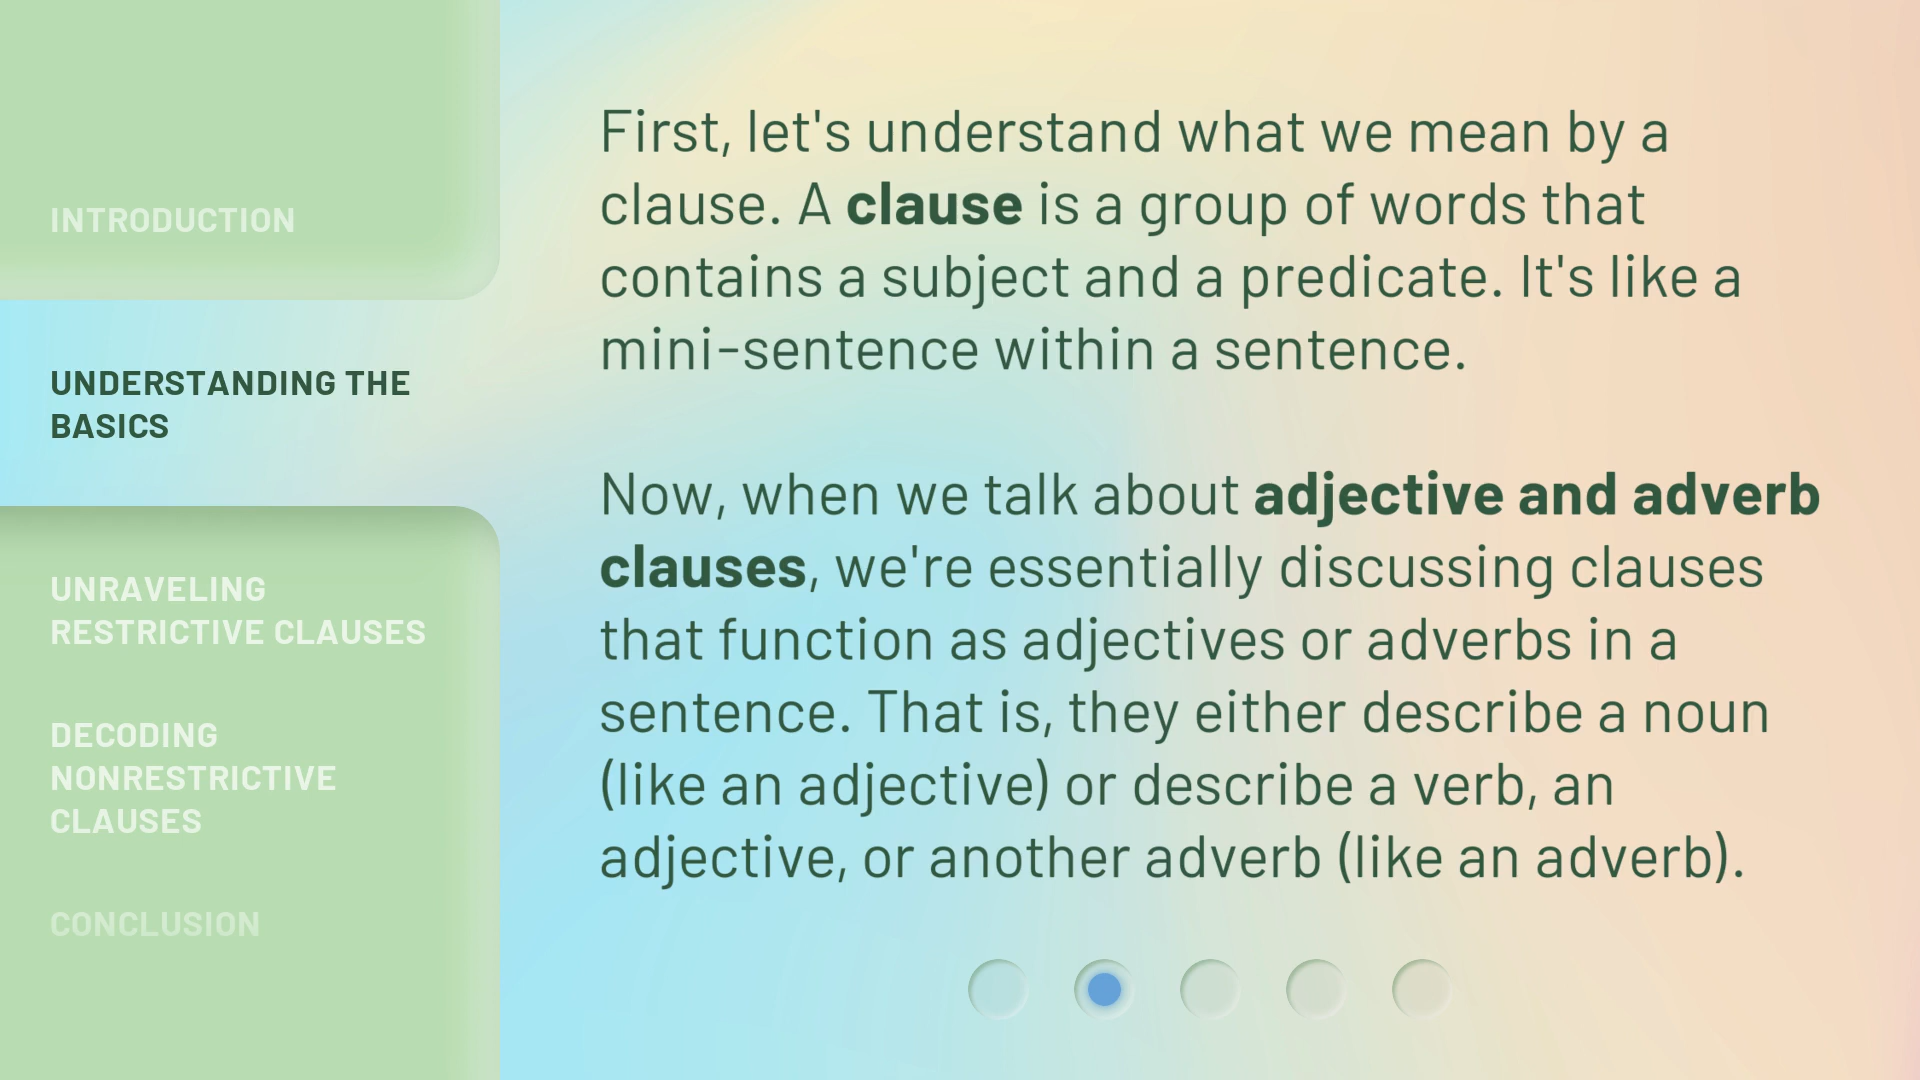 INTRODUCTION
UNDERSTANDING THE
BASICS
UNRAVELING
RESTRICTIVE CLAUSES
DECODING
NONRESTRICTIVE
CLAUSES
CONCLUSION
First, let's understand what we mean by a
clause. A clause is a group of words that
contains a subject and a predicate. It's like a
mini-sentence within a sentence.
Now, when we talk about adjective and adverb
clauses, we're essentially discussing clauses
that function as adjectives or adverbs in a
sentence. That is, they either describe a noun
(like an adjective) or describe a verb, an
adjective, or another adverb (like an adverb).